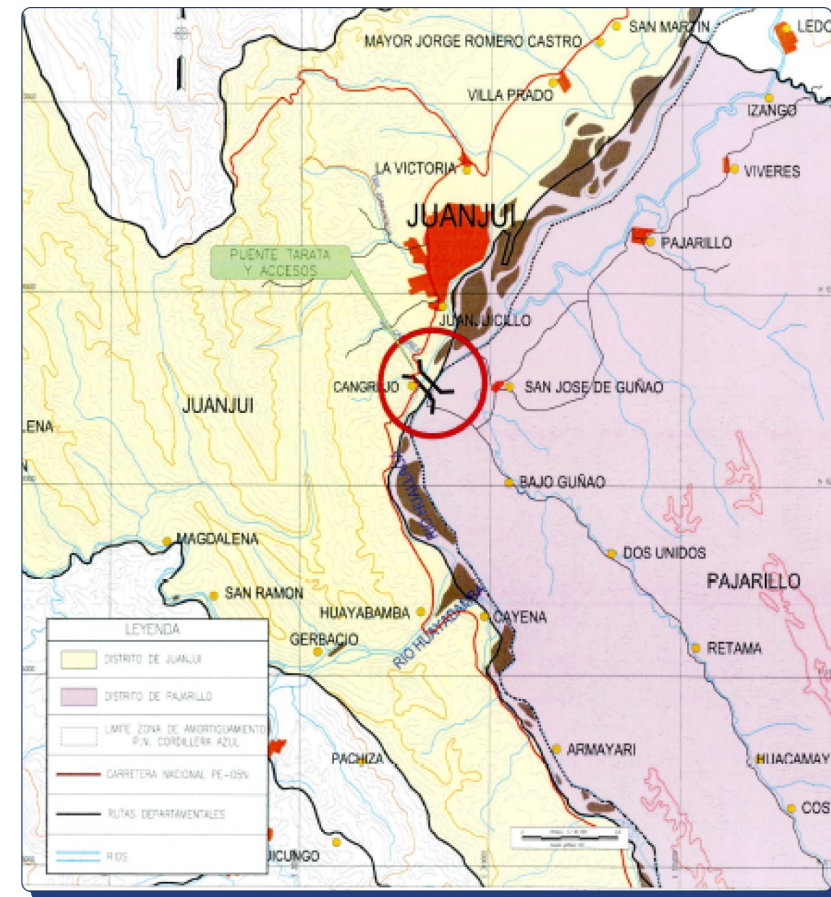 SAN MARTIN
LEDO
MAYOR JORGE ROMERO CASTRO
VILLA PRADO
IZANGO
LA VICTORIA
VIVERES
JUANJUI
PAJARILLO
PUENTE TARATA
Y ACCESOS
JUANJUICILLO
CANGREJO
SAN JOSE DE GUÑAO
JUANJUI
ENA
BAJO GUÑAO
MAGDALENA
DOS UNIDOS
SAN RAMON
PAJARILLO
HUAYABAMBA
CAYENA
GERBACIO
RIO HUAYABAMBA
RETAMA
LEYENDA
DISTRITO DE JUANJUI
DISTRITO DE PAJARILLO
LIMITE ZONA DE AMORTIGUAMIENTO
P.N. CORDILLERA AZUL
CARRETERA NACIONAL PE-05N
RUTAS DEPARTAMENTALES
RIOS
PACHIZA
ARMAYARI
HUACAMAY
COS
UICUNGO